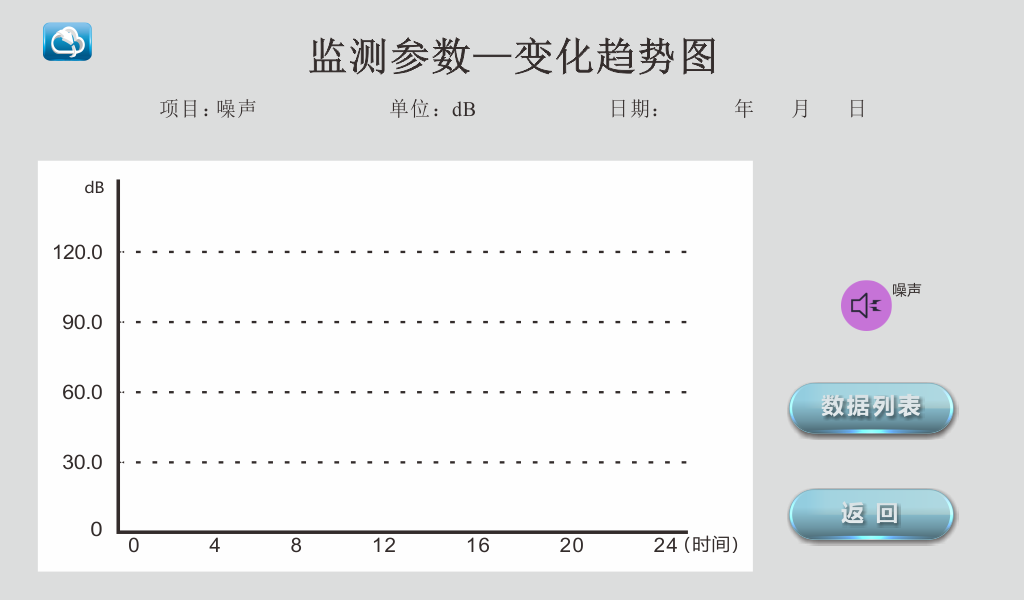 监测参数—变化趋势图
项目：噪声 单位：dB 日期： 年 月 日
dB
120.0
90.0
噪声
60.0
数据列表
30.0
返回
0
0 4 8 12 16 20 24（时间）